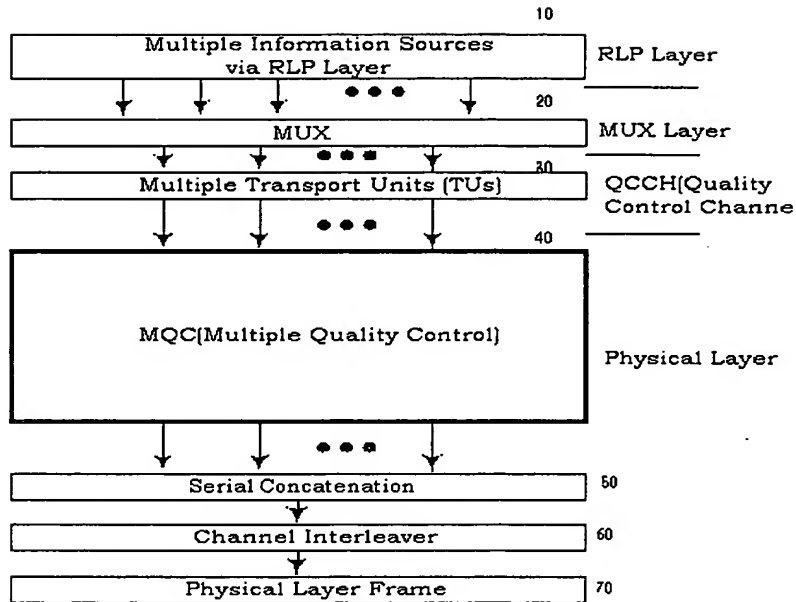 10
Multiple Information Sources
via RLP Layer
RLP Layer
20
MUX
MUX Layer
30
Multiple Transport Units (TUs)
QCCH(Quality
Control Channe
40
MQC(Multiple Quality Control)
Physical Layer
Serial Concatenation
50
Channel Interleaver
60
Physical Layer Frame
70